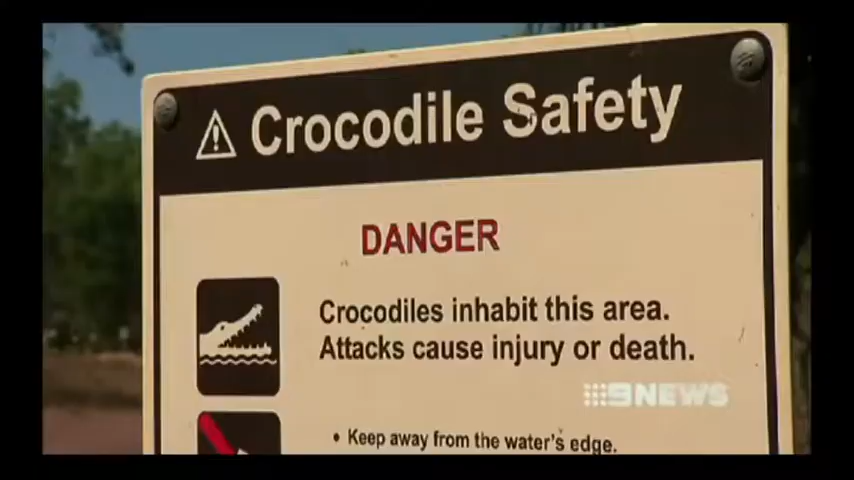 Crocodile Safety
DANGER
Crocodiles inhabit this area.
Attacks cause injury or death.
9NEWS
• Keep away from the water's edge.